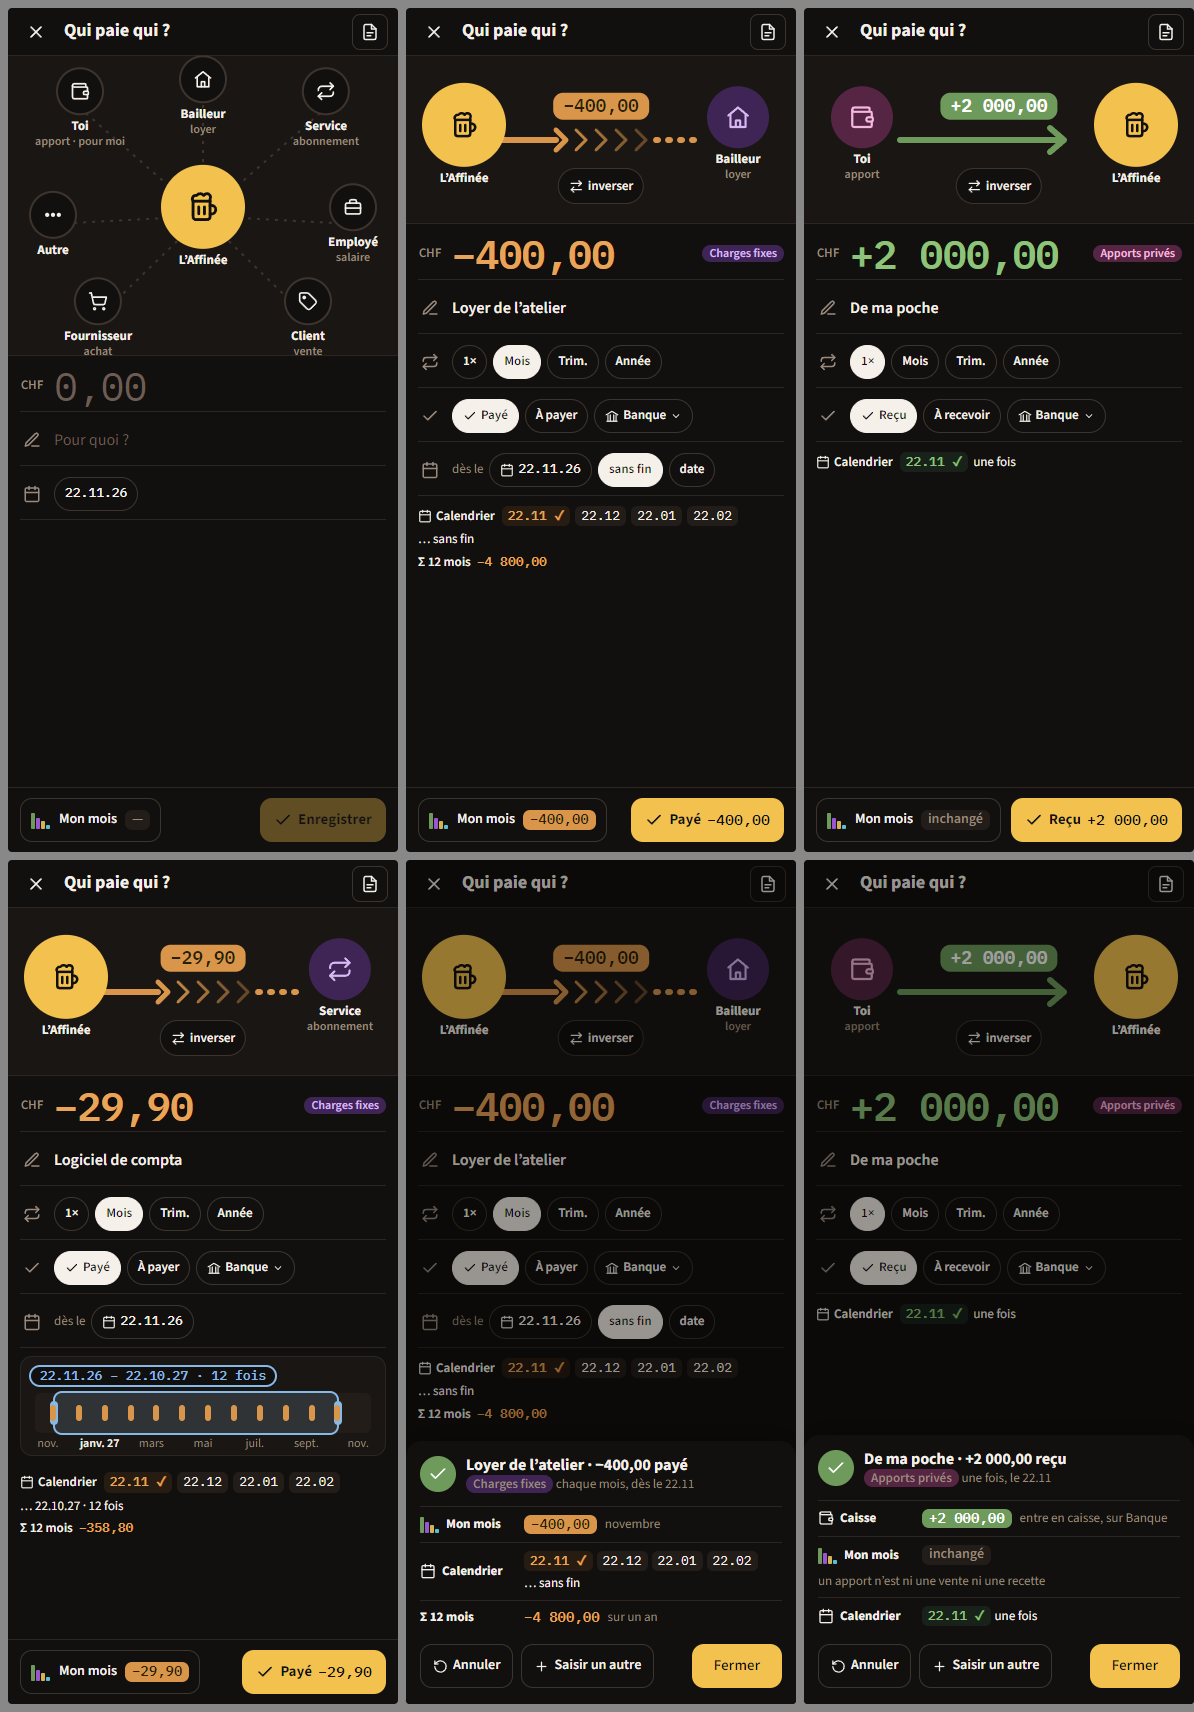 Qui paie qui ?
Toi
apport · pour moi
Bailleur
loyer
Service
abonnement
Autre
L'Affinée
Employé
salaire
Fournisseur
achat
Client
vente
CHF 0,00
Pour quoi ?
22.11.26
Mon mois —
Enregistrer
Qui paie qui ?
−400,00
L'Affinée
Bailleur
loyer
inverser
CHF −400,00 Charges fixes
Loyer de l'atelier
1× Mois Trim. Année
Payé À payer Banque
dès le 22.11.26 sans fin date
Calendrier 22.11 ✓ 22.12 22.01 22.02
… sans fin
Σ 12 mois −4 800,00
Mon mois −400,00
Payé −400,00
Qui paie qui ?
+2 000,00
Toi
apport
L'Affinée
inverser
CHF +2 000,00 Apports privés
De ma poche
1× Mois Trim. Année
Reçu À recevoir Banque
Calendrier 22.11 ✓ une fois
Mon mois inchangé
Reçu +2 000,00
Qui paie qui ?
−29,90
L'Affinée
Service
abonnement
inverser
CHF −29,90 Charges fixes
Logiciel de compta
1× Mois Trim. Année
Payé À payer Banque
dès le 22.11.26
22.11.26 – 22.10.27 · 12 fois
nov. janv. 27 mars mai juil. sept. nov.
Calendrier 22.11 ✓ 22.12 22.01 22.02
… 22.10.27 · 12 fois
Σ 12 mois −358,80
Mon mois −29,90
Payé −29,90
Qui paie qui ?
−400,00
L'Affinée
Bailleur
loyer
inverser
CHF −400,00 Charges fixes
Loyer de l'atelier
1× Mois Trim. Année
Payé À payer Banque
dès le 22.11.26 sans fin date
Calendrier 22.11 ✓ 22.12 22.01 22.02
… sans fin
Σ 12 mois −4 800,00
Loyer de l'atelier · −400,00 payé
Charges fixes chaque mois, dès le 22.11
Mon mois −400,00 novembre
Calendrier 22.11 ✓ 22.12 22.01 22.02
… sans fin
Σ 12 mois −4 800,00 sur un an
Annuler
Saisir un autre
Fermer
Qui paie qui ?
+2 000,00
Toi
apport
L'Affinée
inverser
CHF +2 000,00 Apports privés
De ma poche
1× Mois Trim. Année
Reçu À recevoir Banque
Calendrier 22.11 ✓ une fois
De ma poche · +2 000,00 reçu
Apports privés une fois, le 22.11
Caisse +2 000,00 entre en caisse, sur Banque
Mon mois inchangé
un apport n'est ni une vente ni une recette
Calendrier 22.11 ✓ une fois
Annuler
Saisir un autre
Fermer